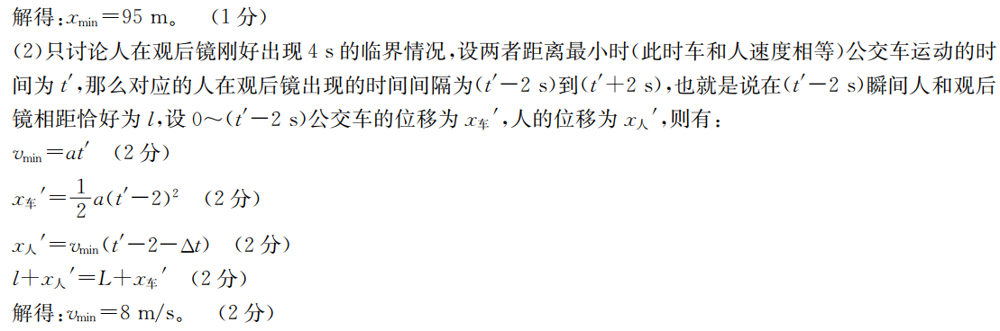 解得:xmin=95 m。 (1 分)
(2)只讨论人在观后镜刚好出现 4 s 的临界情况,设两者距离最小时(此时车和人速度相等)公交车运动的时
间为 t′,那么对应的人在观后镜出现的时间间隔为(t′-2 s)到(t′+2 s),也就是说在(t′-2 s)瞬间人和观后
镜相距恰好为 l,设 0~(t′-2 s)公交车的位移为 x车′,人的位移为 x人′,则有:
vmin=at′ (2 分)
x车′=1/2a(t′-2)² (2 分)
x人′=vmin(t′-2-Δt) (2 分)
l+x人′=L+x车′ (2 分)
解得:vmin=8 m/s。 (2 分)